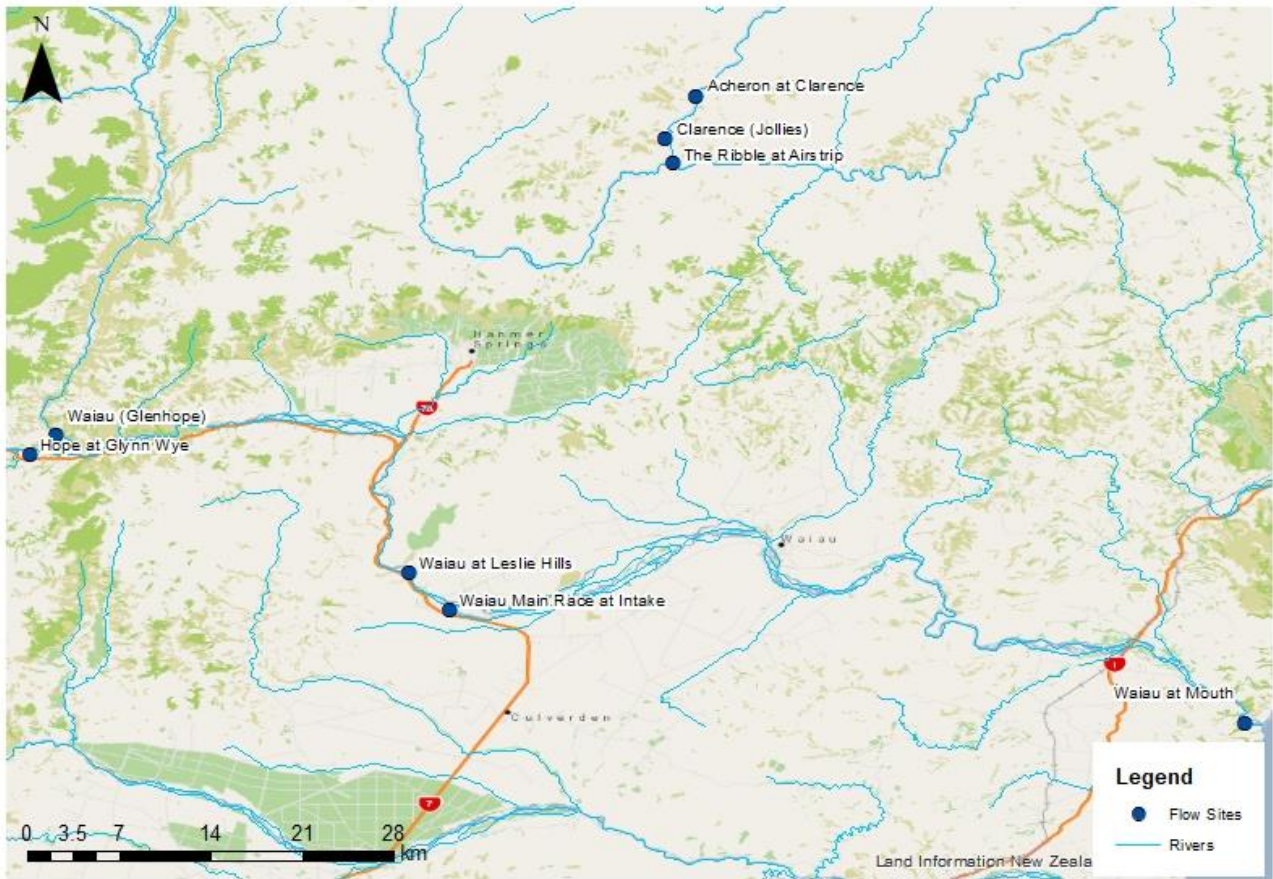 N
Acheron at Clarence
Clarence (Jollies)
The Ribble at Airstrip
Hanmer
Springs
7A
Waiau (Glenhope)
Hope at Glynn Wye
Waiau
Waiau at Leslie Hills
Waiau Main Race at Intake
1
Waiau at Mouth
Culverden
Legend
Flow Sites
Rivers
7
0 3.5 7 14 21 28
km
Land Information New Zeala